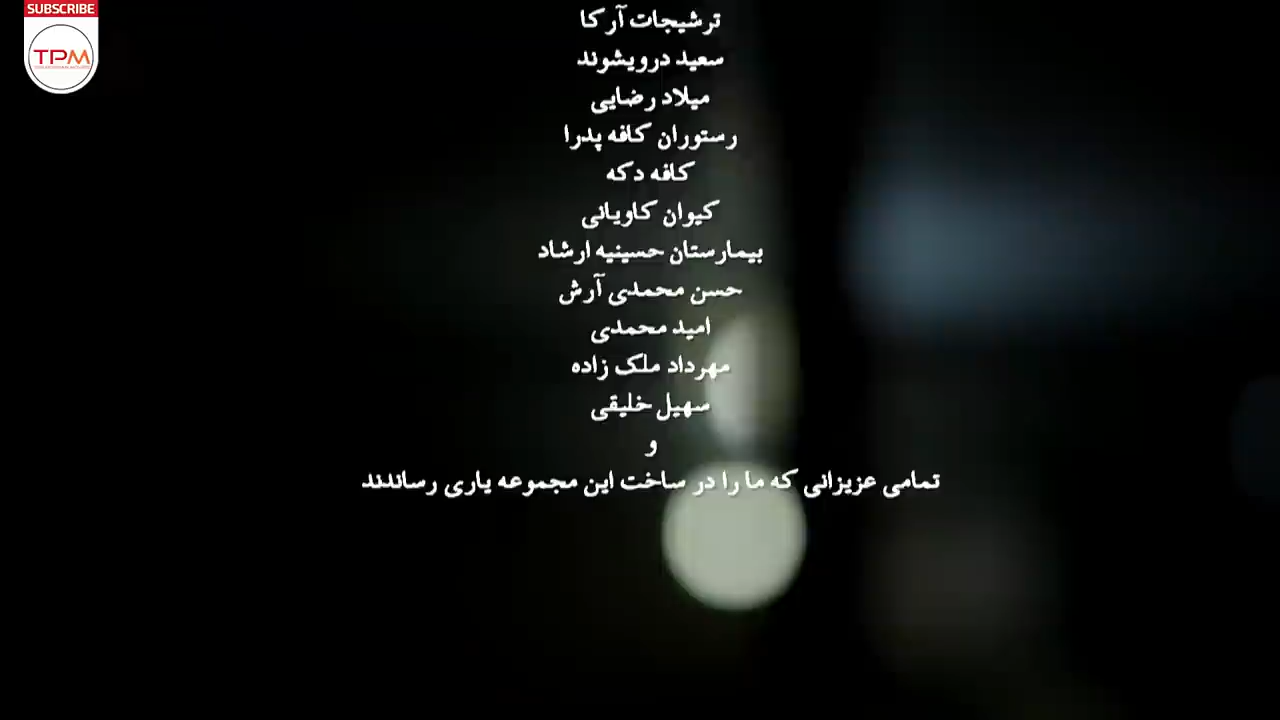 SUBSCRIBE
TPM
ترشیجات آرکا
سعید درویشوند
میلاد رضایی
رستوران کافه پدرا
کافه دکه
کیوان کاویانی
بیمارستان حسینیه ارشاد
حسن محمدی آرش
امید محمدی
مهرداد ملک زاده
سهیل خلیقی
و
تمامی عزیزانی که ما را در ساخت این مجموعه یاری رساندند